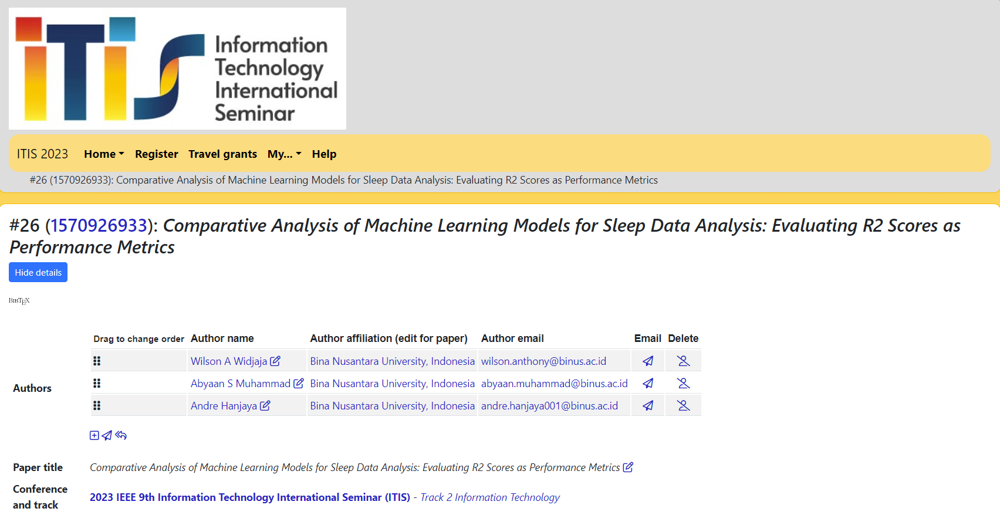 iTiS
Information
Technology
International
Seminar
ITIS 2023 Home Register Travel grants My... Help
#26 (1570926933): Comparative Analysis of Machine Learning Models for Sleep Data Analysis: Evaluating R2 Scores as Performance Metrics
#26 (1570926933): Comparative Analysis of Machine Learning Models for Sleep Data Analysis: Evaluating R2 Scores as
Performance Metrics
Hide details
BIBTEX
Drag to change order Author name Author affiliation (edit for paper) Author email Email Delete
Wilson A Widjaja Bina Nusantara University, Indonesia wilson.anthony@binus.ac.id
Authors
Abyaan S Muhammad Bina Nusantara University, Indonesia abyaan.muhammad@binus.ac.id
Andre Hanjaya Bina Nusantara University, Indonesia andre.hanjaya001@binus.ac.id
Paper title Comparative Analysis of Machine Learning Models for Sleep Data Analysis: Evaluating R2 Scores as Performance Metrics
Conference
and track
2023 IEEE 9th Information Technology International Seminar (ITIS) - Track 2 Information Technology